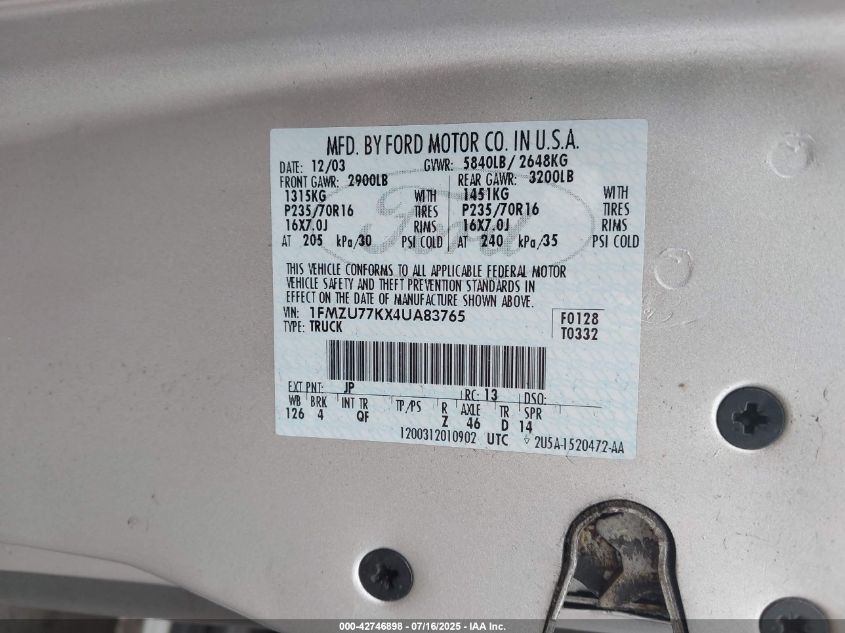 MFD. BY FORD MOTOR CO. IN U.S.A.
DATE: 12/03 GVWR: 5840LB/ 2648KG
FRONT GAWR: 2900LB REAR GAWR: 3200LB
1315KG WITH 1451KG WITH
P235/70R16 TIRES P235/70R16 TIRES
16X7.0J RIMS 16X7.0J RIMS
AT 205 kPa/30 PSI COLD AT 240 kPa/35 PSI COLD
Ford
THIS VEHICLE CONFORMS TO ALL APPLICABLE FEDERAL MOTOR
VEHICLE SAFETY AND THEFT PREVENTION STANDARDS IN
EFFECT ON THE DATE OF MANUFACTURE SHOWN ABOVE.
VIN: 1FMZU77KX4UA83765 F0128
TYPE: TRUCK T0332
EXT PNT: JP RC: 13 DSO:
WB BRK INT TR TP/PS R AXLE TR SPR
126 4 QF Z 46 D 14
1200312010902 UTC 2U5A-1520472-AA
000-42746898 - 07/16/2025 - IAA Inc.